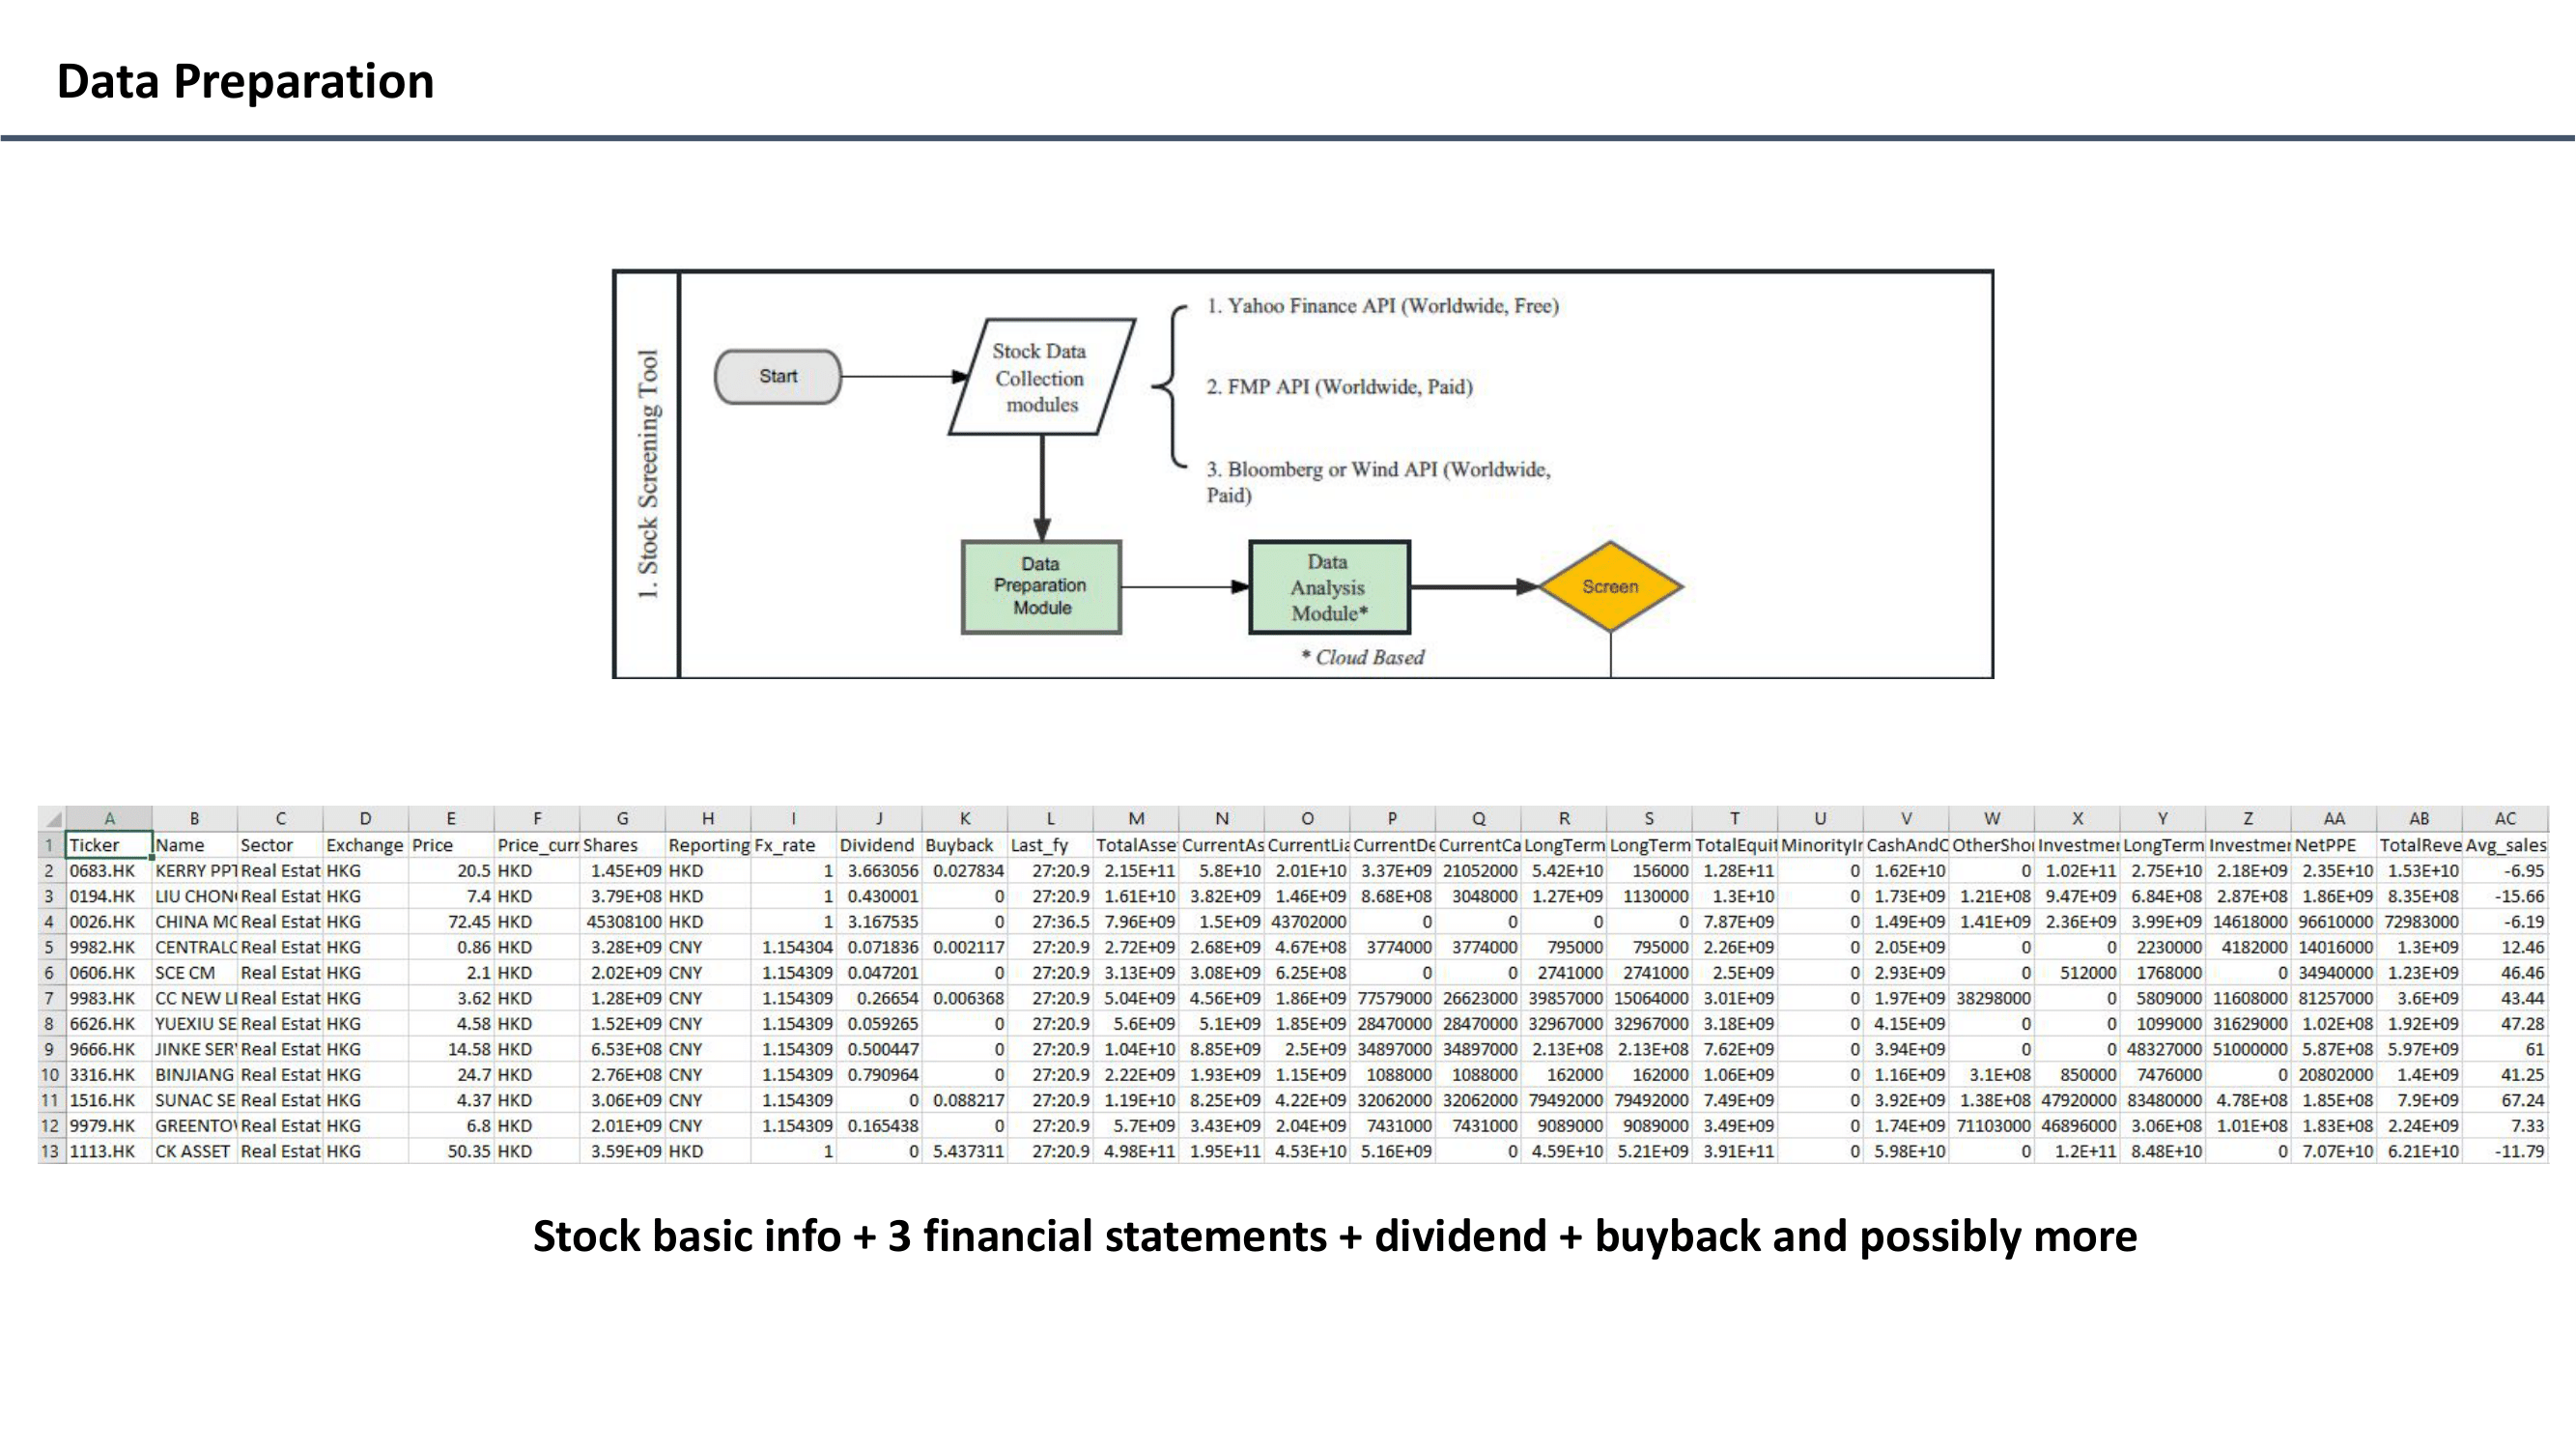 Data Preparation
1. Stock Screening Tool
Start
Stock Data
Collection
modules
1. Yahoo Finance API (Worldwide, Free)
2. FMP API (Worldwide, Paid)
3. Bloomberg or Wind API (Worldwide,
Paid)
Data
Preparation
Module
Data
Analysis
Module*
Screen
* Cloud Based
A B C D E F G H I J K L M N O P Q R S T U V W X Y Z AA AB AC
1 Ticker Name Sector Exchange Price Price_curr Shares Reporting Fx_rate Dividend Buyback Last_fy TotalAsse CurrentAs CurrentLia CurrentDe CurrentCa LongTerm LongTerm TotalEquit MinorityIr CashAndC OtherShor Investmer LongTerm Investmer NetPPE TotalReve Avg_sales
2 0683.HK KERRY PPT Real Estat HKG 20.5 HKD 1.45E+09 HKD 1 3.663056 0.027834 27:20.9 2.15E+11 5.8E+10 2.01E+10 3.37E+09 21052000 5.42E+10 156000 1.28E+11 0 1.62E+10 0 1.02E+11 2.75E+10 2.18E+09 2.35E+10 1.53E+10 -6.95
3 0194.HK LIU CHON Real Estat HKG 7.4 HKD 3.79E+08 HKD 1 0.430001 0 27:20.9 1.61E+10 3.82E+09 1.46E+09 8.68E+08 3048000 1.27E+09 1130000 1.3E+10 0 1.73E+09 1.21E+08 9.47E+09 6.84E+08 2.87E+08 1.86E+09 8.35E+08 -15.66
4 0026.HK CHINA MC Real Estat HKG 72.45 HKD 45308100 HKD 1 3.167535 0 27:36.5 7.96E+09 1.5E+09 43702000 0 0 0 0 7.87E+09 0 1.49E+09 1.41E+09 2.36E+09 3.99E+09 14618000 96610000 72983000 -6.19
5 9982.HK CENTRALC Real Estat HKG 0.86 HKD 3.28E+09 CNY 1.154304 0.071836 0.002117 27:20.9 2.72E+09 2.68E+09 4.67E+08 3774000 3774000 795000 795000 2.26E+09 0 2.05E+09 0 0 2230000 4182000 14016000 1.3E+09 12.46
6 0606.HK SCE CM Real Estat HKG 2.1 HKD 2.02E+09 CNY 1.154309 0.047201 0 27:20.9 3.13E+09 3.08E+09 6.25E+08 0 0 2741000 2741000 2.5E+09 0 2.93E+09 0 512000 1768000 0 34940000 1.23E+09 46.46
7 9983.HK CC NEW LI Real Estat HKG 3.62 HKD 1.28E+09 CNY 1.154309 0.26654 0.006368 27:20.9 5.04E+09 4.56E+09 1.86E+09 77579000 26623000 39857000 15064000 3.01E+09 0 1.97E+09 38298000 0 5809000 11608000 81257000 3.6E+09 43.44
8 6626.HK YUEXIU SE Real Estat HKG 4.58 HKD 1.52E+09 CNY 1.154309 0.059265 0 27:20.9 5.6E+09 5.1E+09 1.85E+09 28470000 28470000 32967000 32967000 3.18E+09 0 4.15E+09 0 0 1099000 31629000 1.02E+08 1.92E+09 47.28
9 9666.HK JINKE SER Real Estat HKG 14.58 HKD 6.53E+08 CNY 1.154309 0.500447 0 27:20.9 1.04E+10 8.85E+09 2.5E+09 34897000 34897000 2.13E+08 2.13E+08 7.62E+09 0 3.94E+09 0 0 48327000 51000000 5.87E+08 5.97E+09 61
10 3316.HK BINJIANG Real Estat HKG 24.7 HKD 2.76E+08 CNY 1.154309 0.790964 0 27:20.9 2.22E+09 1.93E+09 1.15E+09 1088000 1088000 162000 162000 1.06E+09 0 1.16E+09 3.1E+08 850000 7476000 0 20802000 1.4E+09 41.25
11 1516.HK SUNAC SE Real Estat HKG 4.37 HKD 3.06E+09 CNY 1.154309 0 0.088217 27:20.9 1.19E+10 8.25E+09 4.22E+09 32062000 32062000 79492000 79492000 7.49E+09 0 3.92E+09 1.38E+08 47920000 83480000 4.78E+08 1.85E+08 7.9E+09 67.24
12 9979.HK GREENTO Real Estat HKG 6.8 HKD 2.01E+09 CNY 1.154309 0.165438 0 27:20.9 5.7E+09 3.43E+09 2.04E+09 7431000 7431000 9089000 9089000 3.49E+09 0 1.74E+09 71103000 46896000 3.06E+08 1.01E+08 1.83E+08 2.24E+09 7.33
13 1113.HK CK ASSET Real Estat HKG 50.35 HKD 3.59E+09 HKD 1 0 5.437311 27:20.9 4.98E+11 1.95E+11 4.53E+10 5.16E+09 0 4.59E+10 5.21E+09 3.91E+11 0 5.98E+10 0 1.2E+11 8.48E+10 0 7.07E+10 6.21E+10 -11.79
Stock basic info + 3 financial statements + dividend + buyback and possibly more